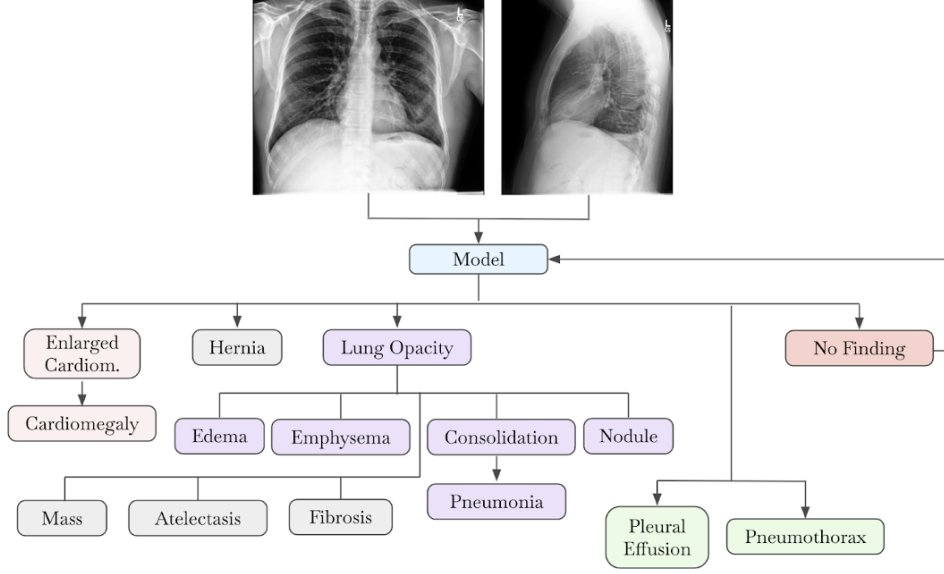 L
L
Model
Enlarged
Cardiom.
Hernia
Lung Opacity
No Finding
Cardiomegaly
Edema
Emphysema
Consolidation
Nodule
Mass
Atelectasis
Fibrosis
Pneumonia
Pleural
Effusion
Pneumothorax